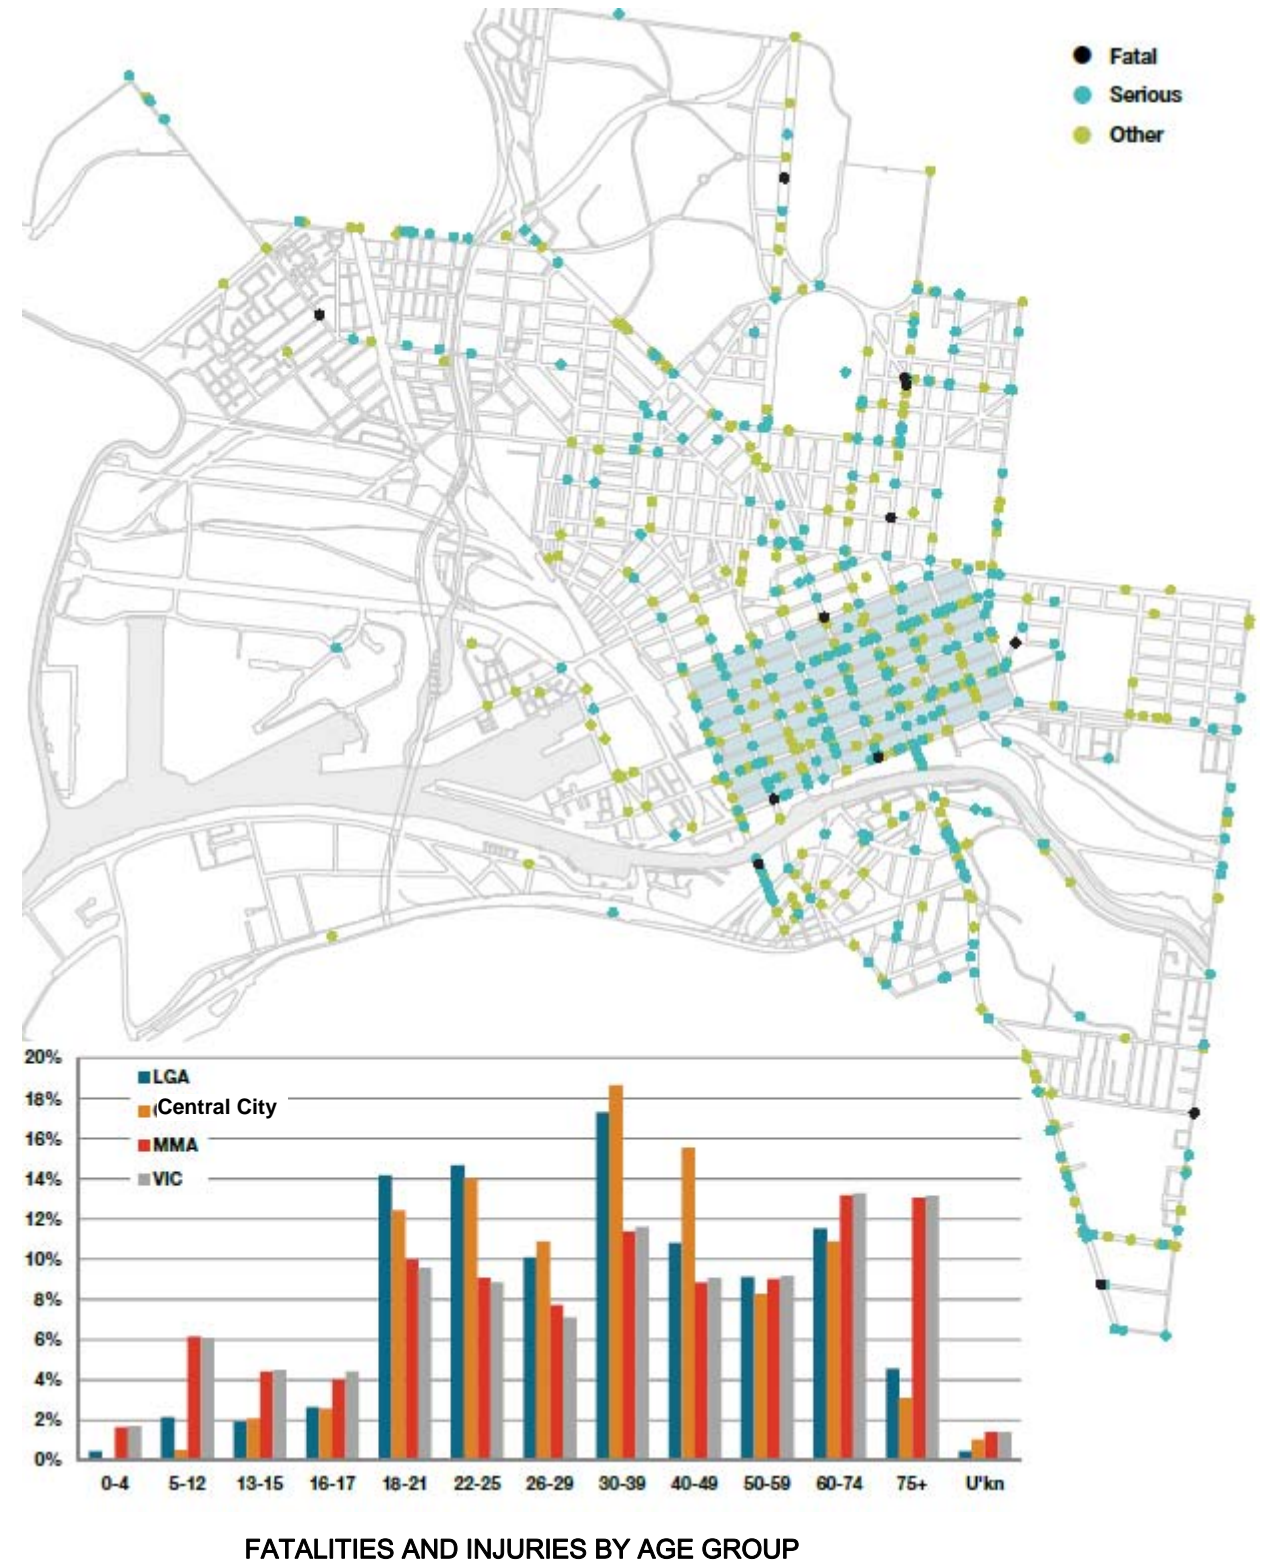 Fatal
Serious
Other
20%
18%
16%
14%
12%
10%
8%
6%
4%
2%
0%
LGA
Central City
MMA
VIC
0-4 5-12 13-15 16-17 18-21 22-25 26-29 30-39 40-49 50-59 60-74 75+ U'kn
FATALITIES AND INJURIES BY AGE GROUP